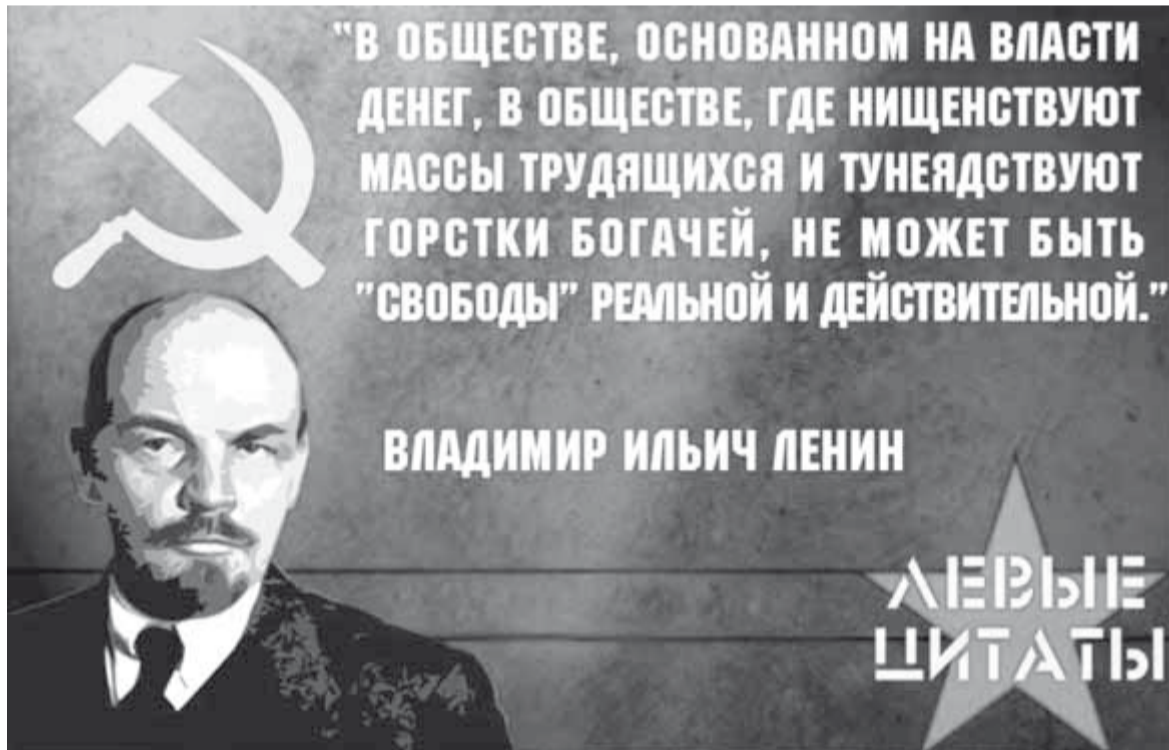 "В ОБЩЕСТВЕ, ОСНОВАННОМ НА ВЛАСТИ
ДЕНЕГ, В ОБЩЕСТВЕ, ГДЕ НИЩЕНСТВУЮТ
МАССЫ ТРУДЯЩИХСЯ И ТУНЕЯДСТВУЮТ
ГОРСТКИ БОГАЧЕЙ, НЕ МОЖЕТ БЫТЬ
"СВОБОДЫ" РЕАЛЬНОЙ И ДЕЙСТВИТЕЛЬНОЙ."
ВЛАДИМИР ИЛЬИЧ ЛЕНИН
ЛЕВЫЕ
ЦИТАТЫ